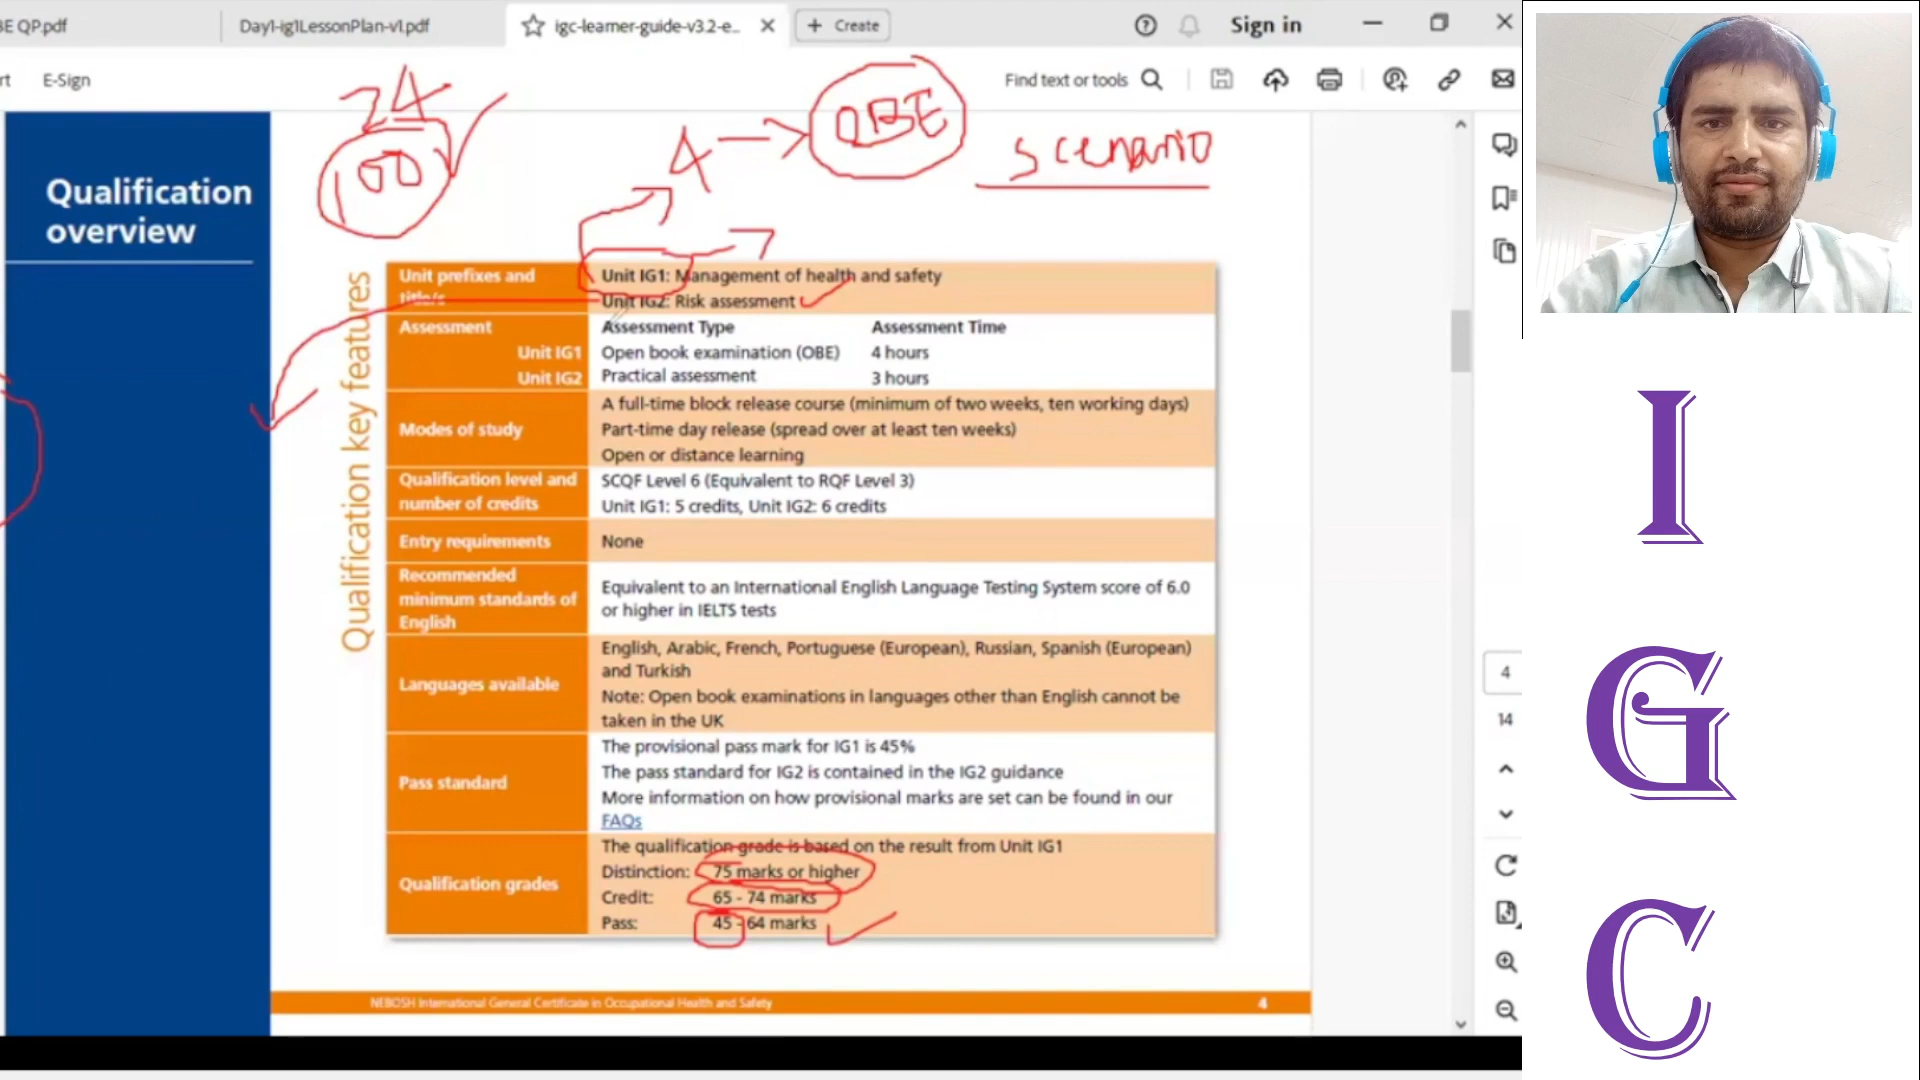 BE QP.pdf
Day1-ig1LessonPlan-v1.pdf
igc-learner-guide-v3.2-e...
+ Create
Sign in
rt
E-Sign
Find text or tools
24
100
4
OBE
scenario
Qualification
overview
Qualification key features
Unit prefixes and
title/s
Unit IG1: Management of health and safety
Unit IG2: Risk assessment
Assessment
Assessment Type
Assessment Time
Unit IG1
Open book examination (OBE)
4 hours
Unit IG2
Practical assessment
3 hours
Modes of study
A full-time block release course (minimum of two weeks, ten working days)
Part-time day release (spread over at least ten weeks)
Open or distance learning
Qualification level and
number of credits
SCQF Level 6 (Equivalent to RQF Level 3)
Unit IG1: 5 credits, Unit IG2: 6 credits
Entry requirements
None
Recommended
minimum standards of
English
Equivalent to an International English Language Testing System score of 6.0
or higher in IELTS tests
Languages available
English, Arabic, French, Portuguese (European), Russian, Spanish (European)
and Turkish
Note: Open book examinations in languages other than English cannot be
taken in the UK
Pass standard
The provisional pass mark for IG1 is 45%
The pass standard for IG2 is contained in the IG2 guidance
More information on how provisional marks are set can be found in our
FAQs
Qualification grades
The qualification grade is based on the result from Unit IG1
Distinction: 75 marks or higher
Credit: 65 - 74 marks
Pass: 45 - 64 marks
NEBOSH International General Certificate in Occupational Health and Safety
4
4
14
I
G
C